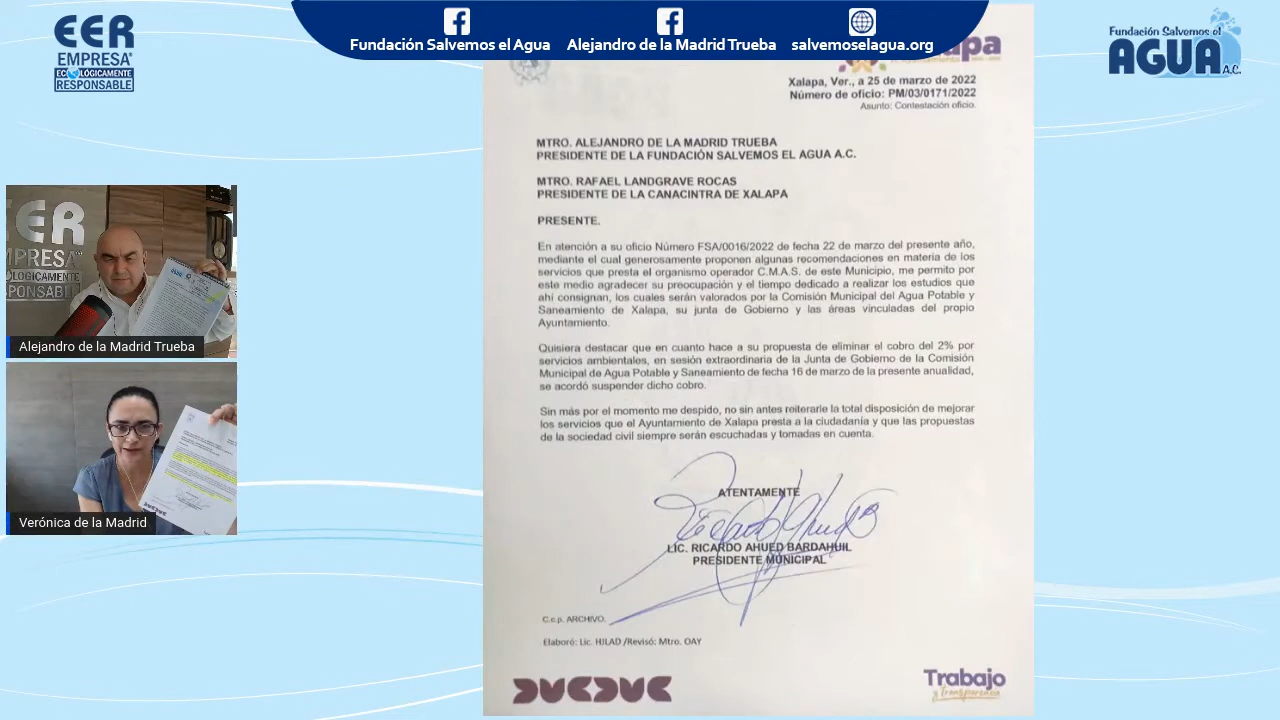 EER
EMPRESA
ECOLÓGICAMENTE
RESPONSABLE
Fundación Salvemos el Agua
Alejandro de la Madrid Trueba
salvemoselagua.org
Fundación Salvemos el
AGUA A.C.
Xalapa, Ver., a 25 de marzo de 2022
Número de oficio: PM/03/0171/2022
Asunto: Contestación oficio.
MTRO. ALEJANDRO DE LA MADRID TRUEBA
PRESIDENTE DE LA FUNDACIÓN SALVEMOS EL AGUA A.C.
MTRO. RAFAEL LANDGRAVE ROCAS
PRESIDENTE DE LA CANACINTRA DE XALAPA
PRESENTE.
En atención a su oficio Número FSA/0016/2022 de fecha 22 de marzo del presente año,
mediante el cual generosamente proponen algunas recomendaciones en materia de los
servicios que presta el organismo operador C.M.A.S. de este Municipio, me permito por
este medio agradecer su preocupación y el tiempo dedicado a realizar los estudios que
ahí consignan, los cuales serán valorados por la Comisión Municipal del Agua Potable y
Saneamiento de Xalapa, su junta de Gobierno y las áreas vinculadas del propio
Ayuntamiento.
Quisiera destacar que en cuanto hace a su propuesta de eliminar el cobro del 2% por
servicios ambientales, en sesión extraordinaria de la Junta de Gobierno de la Comisión
Municipal de Agua Potable y Saneamiento de fecha 16 de marzo de la presente anualidad,
se acordó suspender dicho cobro.
Sin más por el momento me despido, no sin antes reiterarle la total disposición de mejorar
los servicios que el Ayuntamiento de Xalapa presta a la ciudadanía y que las propuestas
de la sociedad civil siempre serán escuchadas y tomadas en cuenta.
ATENTAMENTE
LIC. RICARDO AHUED BARDAHUIL
PRESIDENTE MUNICIPAL
C.c.p. ARCHIVO.
Elaboró: Lic. HJLAD /Revisó: Mtro. OAY
Trabajo
y Transparencia
EER
EMPRESA
RESPONSABLE
Alejandro de la Madrid Trueba
Verónica de la Madrid